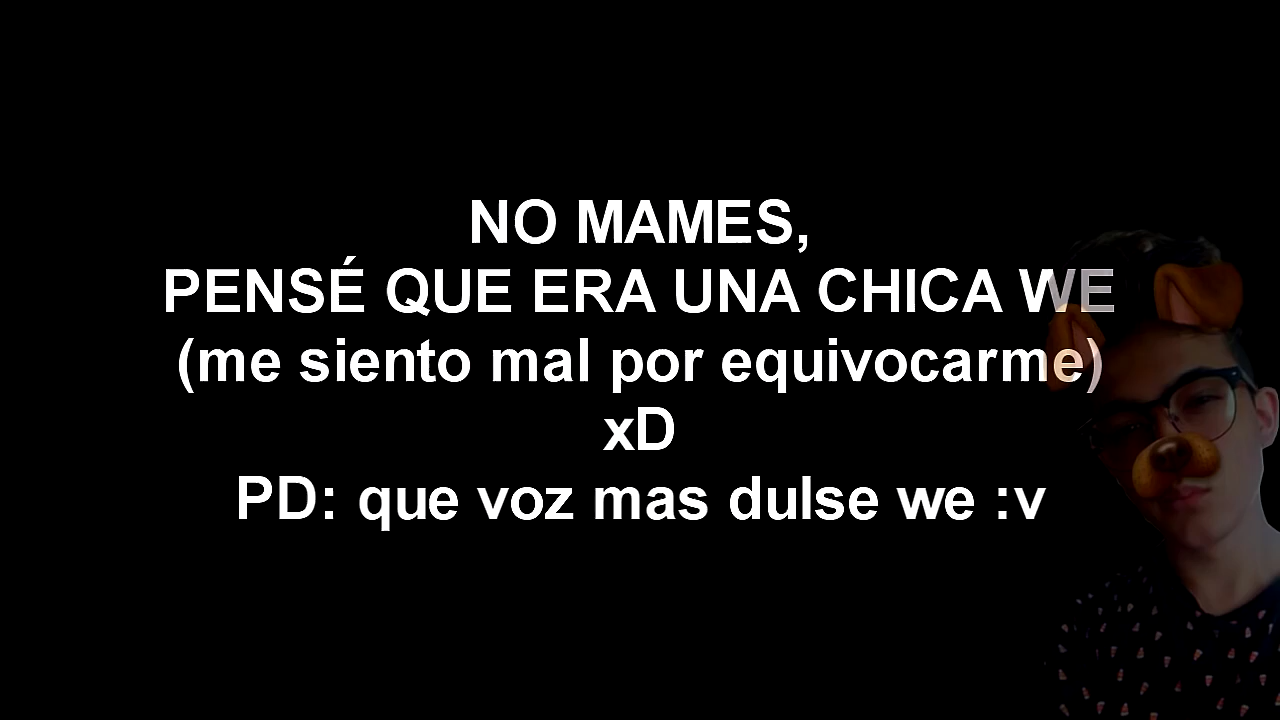 NO MAMES,
PENSÉ QUE ERA UNA CHICA WE
(me siento mal por equivocarme)
xD
PD: que voz mas dulse we :v